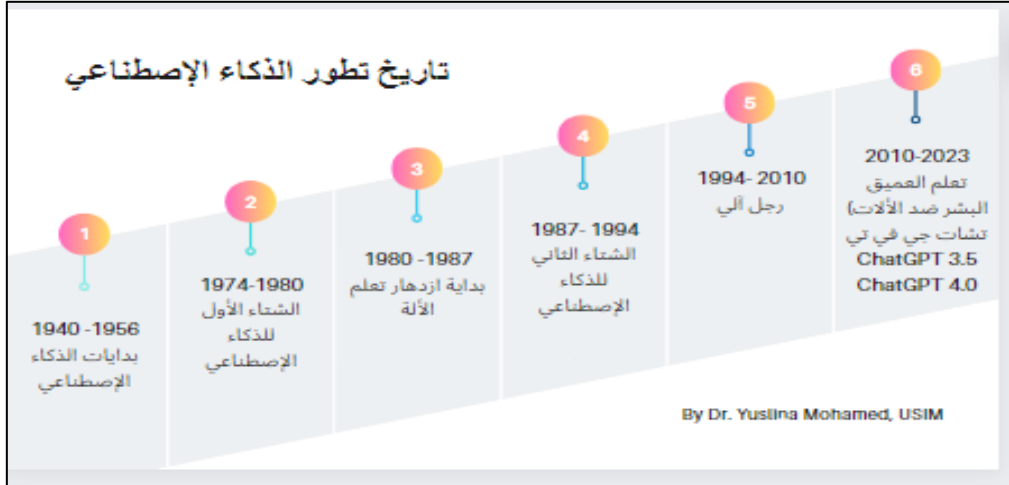 تاريخ تطور الذكاء الإصطناعي
1
1940 -1956
بدايات الذكاء
الإصطناعي
2
1974-1980
الشتاء الأول
للذكاء
الإصطناعي
3
1980 -1987
بداية ازدهار تعلم
الألة
4
1987- 1994
الشتاء الثاني
للذكاء
الإصطناعي
5
1994- 2010
رجل آلي
6
2010-2023
تعلم العميق
البشر ضد الألات)
تشات جي في تي
ChatGPT 3.5
ChatGPT 4.0
By Dr. Yuslina Mohamed, USIM